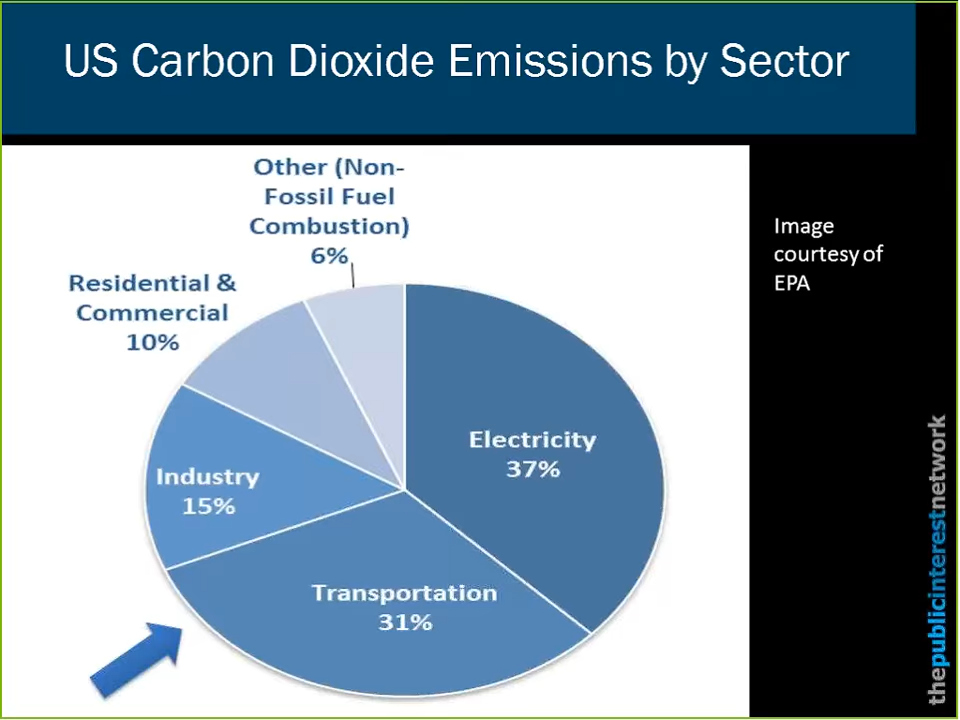 US Carbon Dioxide Emissions by Sector
Other (Non-
Fossil Fuel
Combustion)
6%
Residential &
Commercial
10%
Electricity
37%
Industry
15%
Transportation
31%
Image
courtesy of
EPA
thepublicinterestnetwork